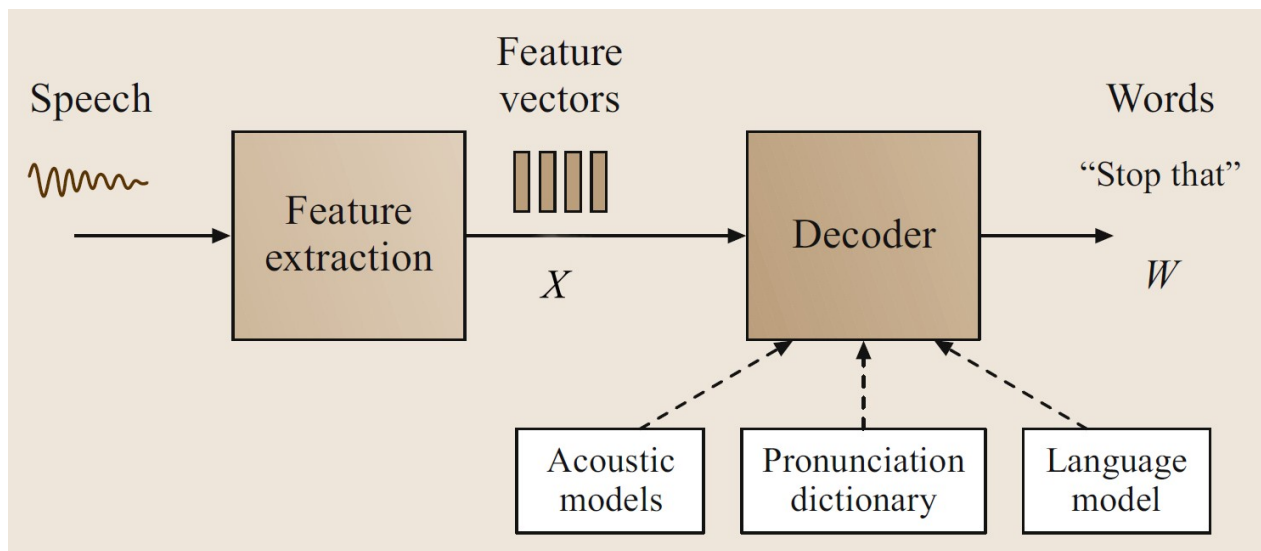 Speech
Feature
extraction
Feature
vectors
X
Decoder
Words
“Stop that”
W
Acoustic
models
Pronunciation
dictionary
Language
model